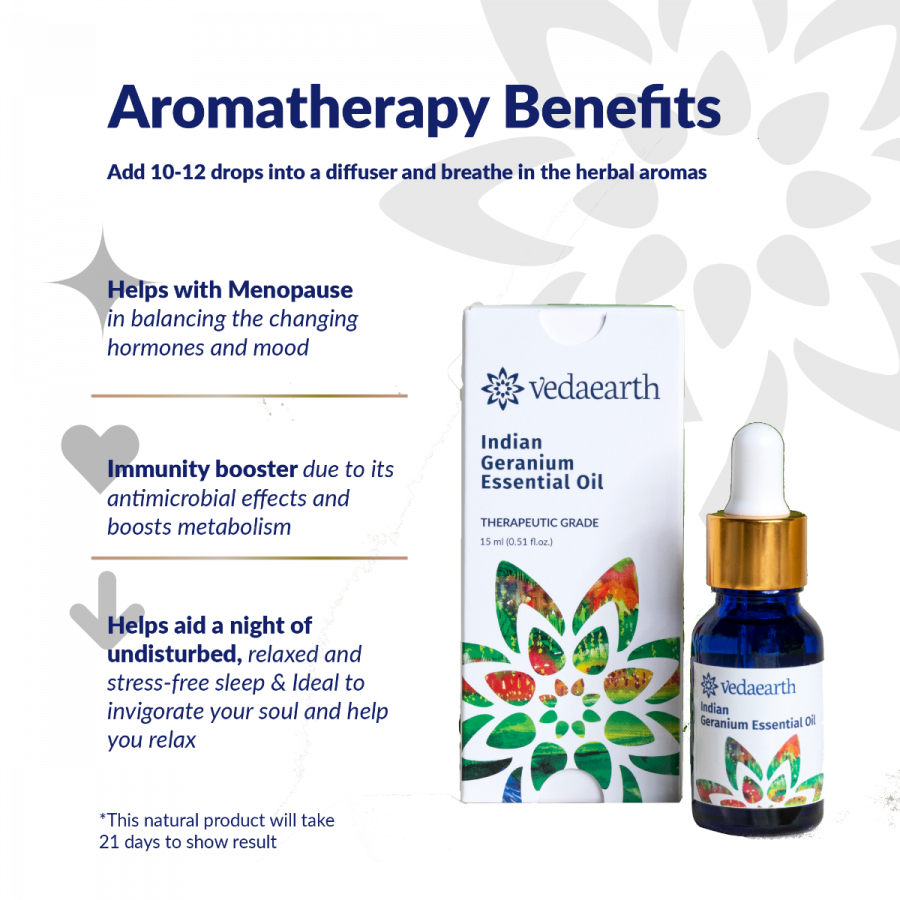 Aromatherapy Benefits
Add 10-12 drops into a diffuser and breathe in the herbal aromas
Helps with Menopause
in balancing the changing
hormones and mood
Immunity booster due to its
antimicrobial effects and
boosts metabolism
Helps aid a night of
undisturbed, relaxed and
stress-free sleep & Ideal to
invigorate your soul and help
you relax
*This natural product will take
21 days to show result
vedaearth
Indian
Geranium
Essential Oil
THERAPEUTIC GRADE
15 ml (0.51 fl.oz.)
vedaearth
Indian
Geranium Essential Oil